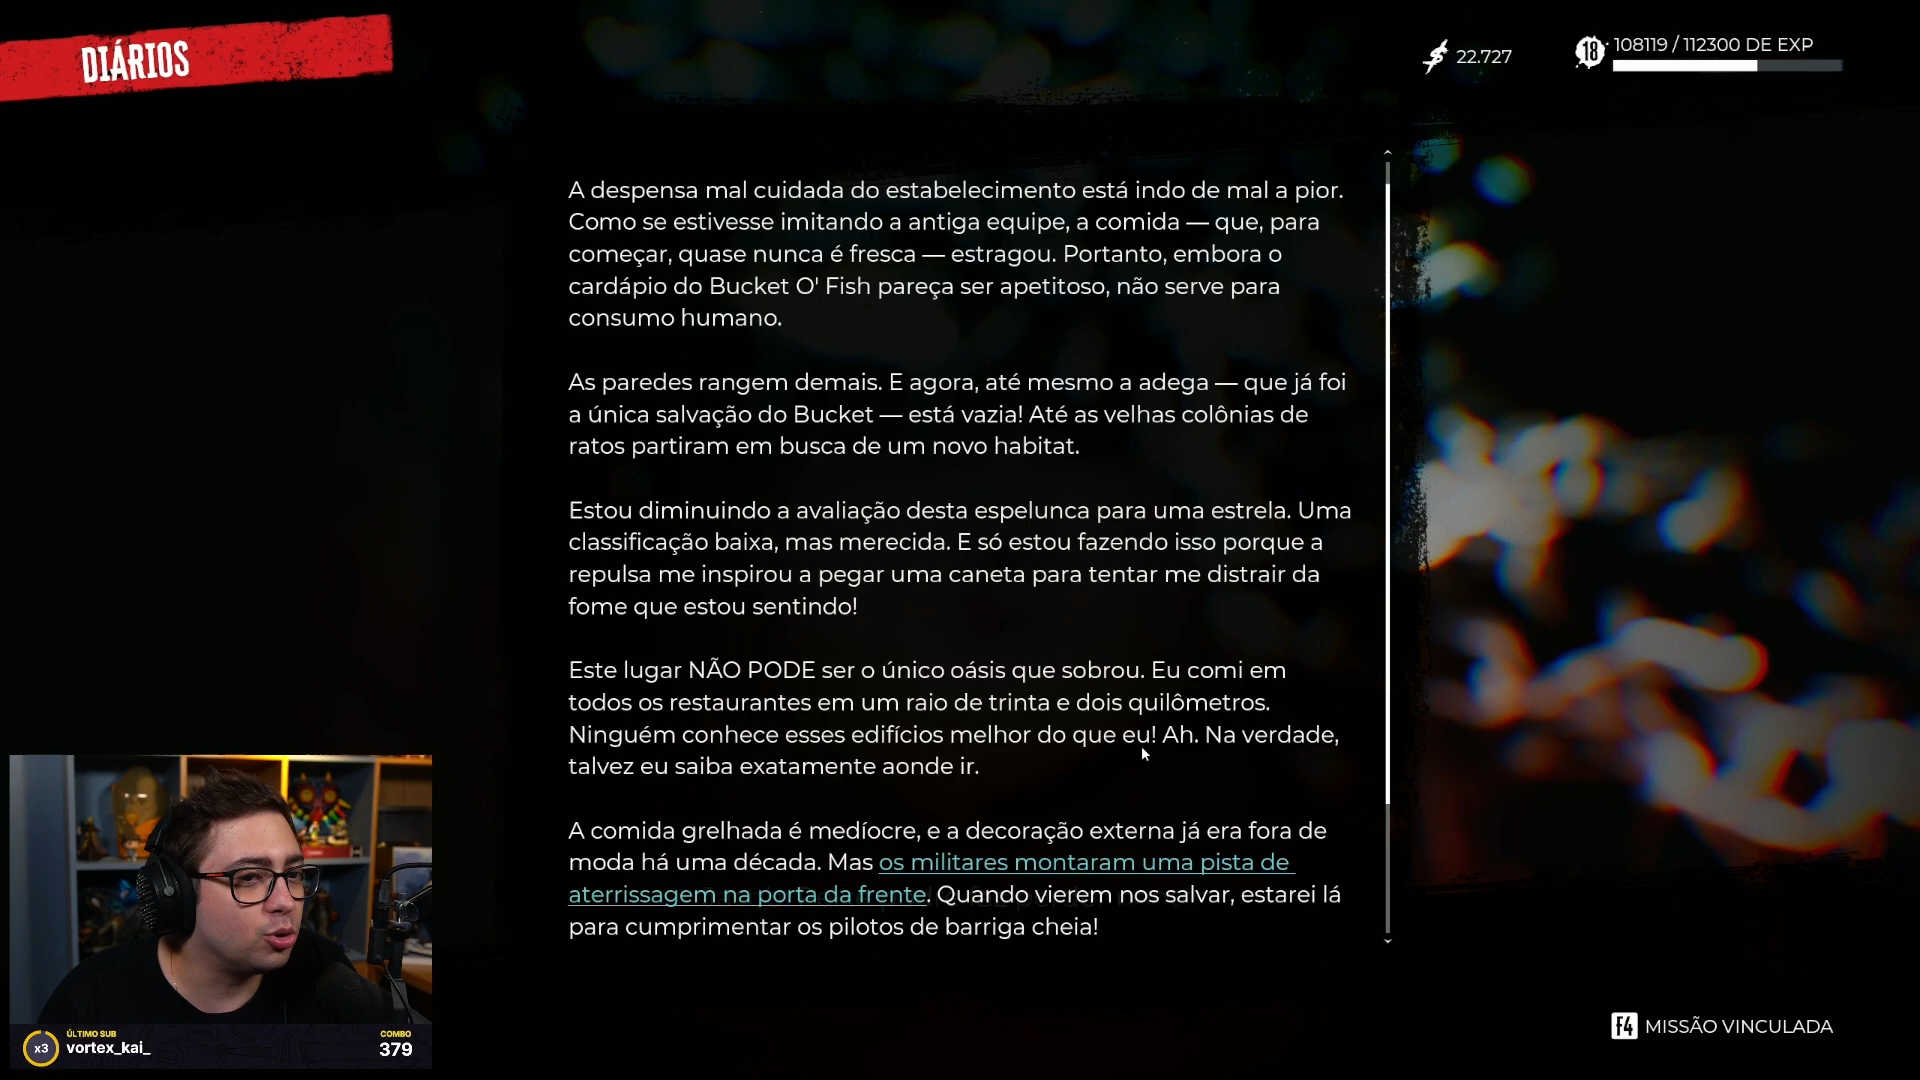 DIÁRIOS
22.727
18
108119 / 112300 DE EXP
A despensa mal cuidada do estabelecimento está indo de mal a pior.
Como se estivesse imitando a antiga equipe, a comida — que, para
começar, quase nunca é fresca — estragou. Portanto, embora o
cardápio do Bucket O' Fish pareça ser apetitoso, não serve para
consumo humano.
As paredes rangem demais. E agora, até mesmo a adega — que já foi
a única salvação do Bucket — está vazia! Até as velhas colônias de
ratos partiram em busca de um novo habitat.
Estou diminuindo a avaliação desta espelunca para uma estrela. Uma
classificação baixa, mas merecida. E só estou fazendo isso porque a
repulsa me inspirou a pegar uma caneta para tentar me distrair da
fome que estou sentindo!
Este lugar NÃO PODE ser o único oásis que sobrou. Eu comi em
todos os restaurantes em um raio de trinta e dois quilômetros.
Ninguém conhece esses edifícios melhor do que eu! Ah. Na verdade,
talvez eu saiba exatamente aonde ir.
A comida grelhada é medíocre, e a decoração externa já era fora de
moda há uma década. Mas os militares montaram uma pista de
aterrissagem na porta da frente. Quando vierem nos salvar, estarei lá
para cumprimentar os pilotos de barriga cheia!
x3
ÚLTIMO SUB
vortex_kai_
COMBO
379
F4 MISSÃO VINCULADA